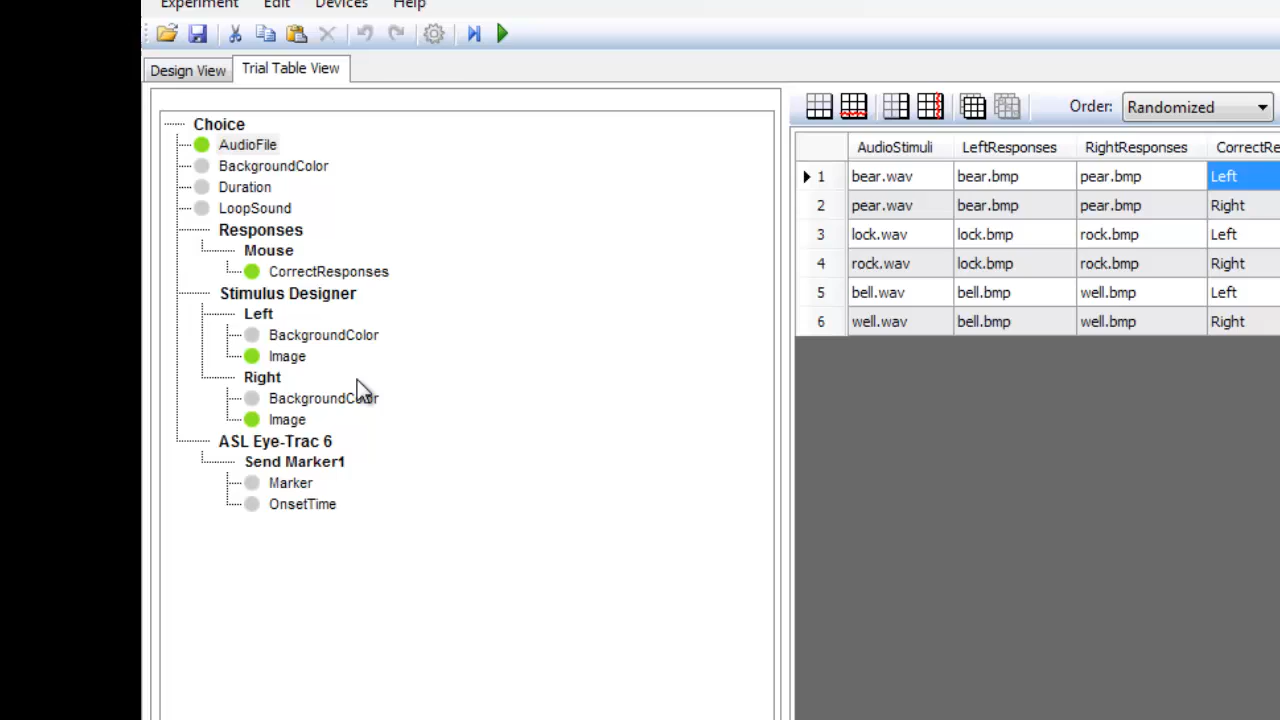 Experiment Edit Devices Help
Design View Trial Table View
Choice
AudioFile
BackgroundColor
Duration
LoopSound
Responses
Mouse
CorrectResponses
Stimulus Designer
Left
BackgroundColor
Image
Right
BackgroundColor
Image
ASL Eye-Trac 6
Send Marker1
Marker
OnsetTime
Order: Randomized
AudioStimuli LeftResponses RightResponses CorrectRe
1 bear.wav bear.bmp pear.bmp Left
2 pear.wav bear.bmp pear.bmp Right
3 lock.wav lock.bmp rock.bmp Left
4 rock.wav lock.bmp rock.bmp Right
5 bell.wav bell.bmp well.bmp Left
6 well.wav bell.bmp well.bmp Right